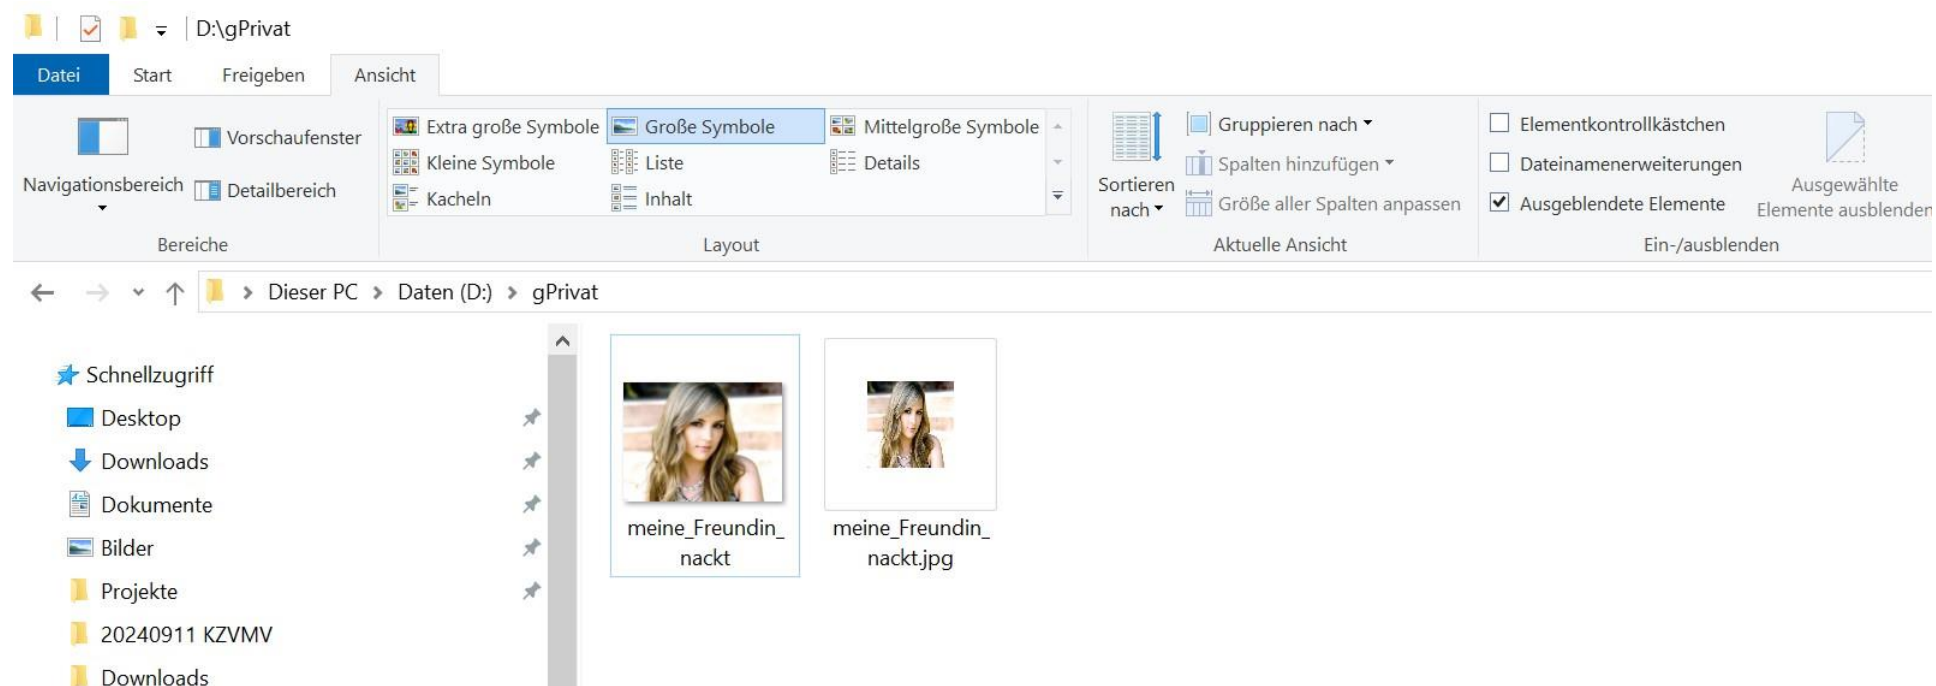 D:\gPrivat
Datei Start Freigeben Ansicht
Navigationsbereich
Vorschaufenster
Detailbereich
Bereiche
Extra große Symbole Große Symbole Mittelgroße Symbole
Kleine Symbole Liste Details
Kacheln Inhalt
Layout
Sortieren
nach
Gruppieren nach
Spalten hinzufügen
Größe aller Spalten anpassen
Aktuelle Ansicht
Elementkontrollkästchen
Dateinamenerweiterungen
Ausgeblendete Elemente
Ausgewählte
Elemente ausblenden
Ein-/ausblenden
Dieser PC > Daten (D:) > gPrivat
Schnellzugriff
Desktop
Downloads
Dokumente
Bilder
Projekte
20240911 KZVMV
Downloads
meine_Freundin_
nackt
meine_Freundin_
nackt.jpg